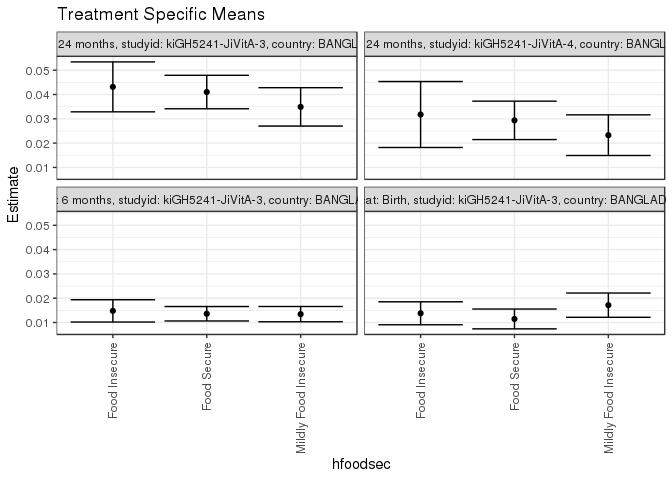 Treatment Specific Means
24 months, studyid: kiGH5241-JiVitA-3, country: BANGL
24 months, studyid: kiGH5241-JiVitA-4, country: BANGL
0.05
0.04
0.03
0.02
0.01
6 months, studyid: kiGH5241-JiVitA-3, country: BANGLA
at: Birth, studyid: kiGH5241-JiVitA-3, country: BANGLAD
0.05
0.04
0.03
0.02
0.01
Estimate
Food Insecure
Food Secure
Mildly Food Insecure
Food Insecure
Food Secure
Mildly Food Insecure
hfoodsec